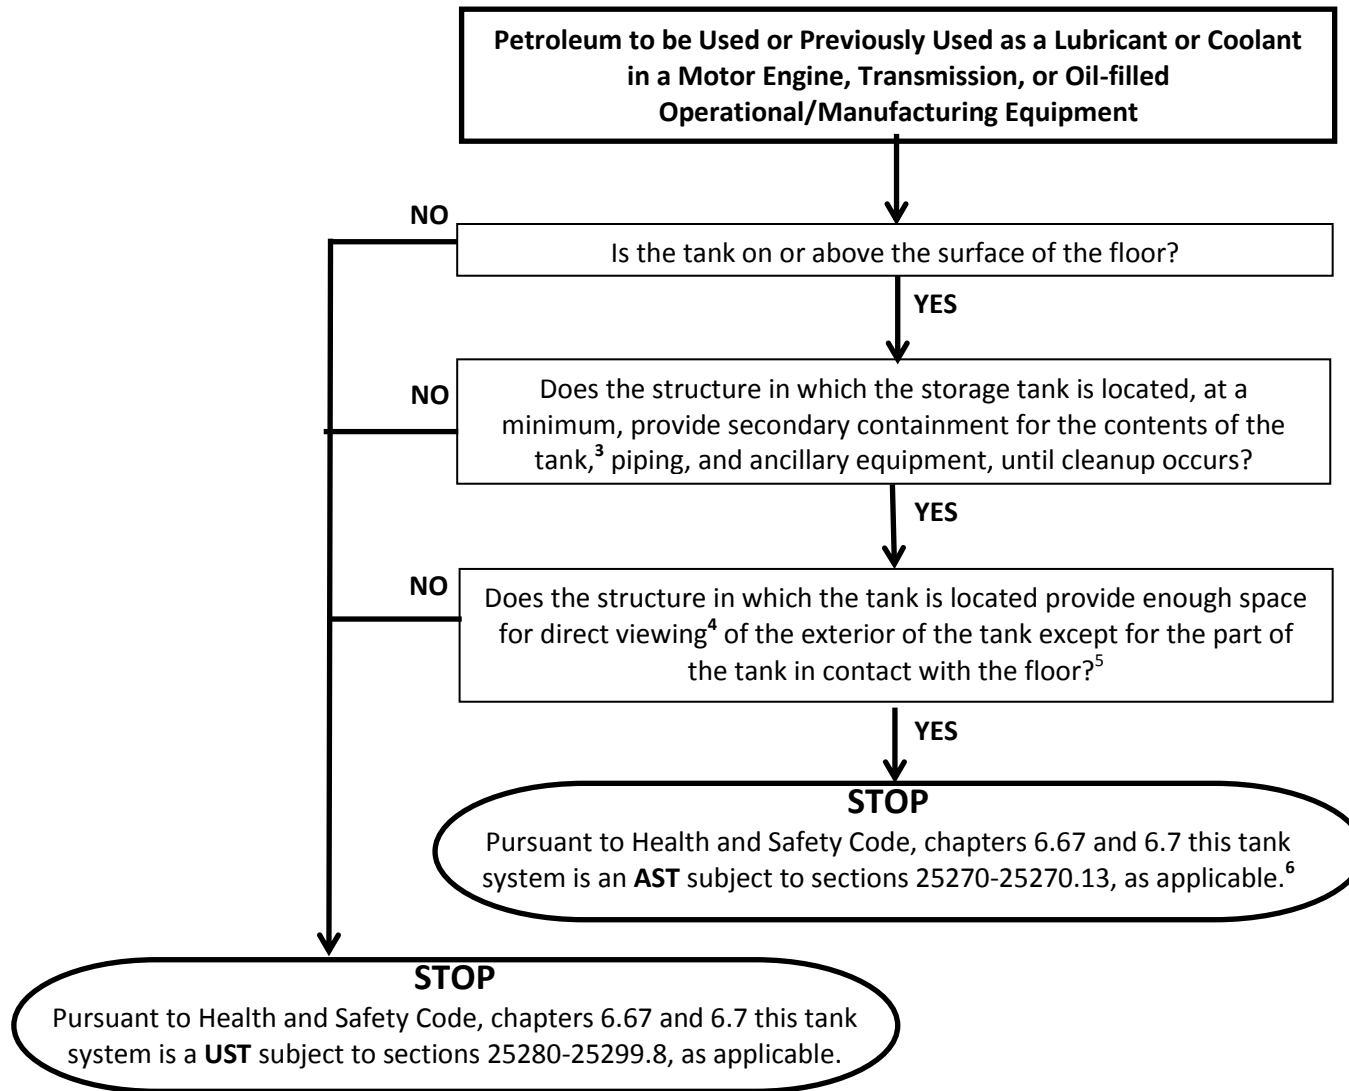 Petroleum to be Used or Previously Used as a Lubricant or Coolant
in a Motor Engine, Transmission, or Oil-filled
Operational/Manufacturing Equipment
NO
Is the tank on or above the surface of the floor?
YES
NO
Does the structure in which the storage tank is located, at a
minimum, provide secondary containment for the contents of the
tank,³ piping, and ancillary equipment, until cleanup occurs?
YES
NO
Does the structure in which the tank is located provide enough space
for direct viewing⁴ of the exterior of the tank except for the part of
the tank in contact with the floor?⁵
YES
STOP
Pursuant to Health and Safety Code, chapters 6.67 and 6.7 this tank
system is an AST subject to sections 25270-25270.13, as applicable.⁶
STOP
Pursuant to Health and Safety Code, chapters 6.67 and 6.7 this tank
system is a UST subject to sections 25280-25299.8, as applicable.